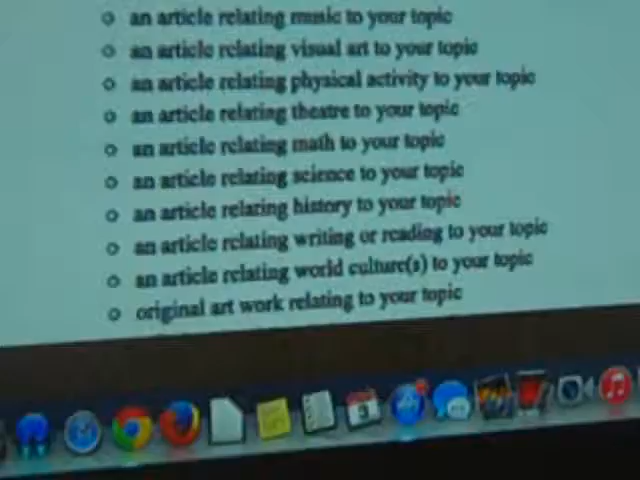 o an article relating music to your topic
o an article relating visual art to your topic
o an article relating physical activity to your topic
o an article relating theatre to your topic
o an article relating math to your topic
o an article relating science to your topic
o an article relating history to your topic
o an article relating writing or reading to your topic
o an article relating world culture(s) to your topic
o original art work relating to your topic
3